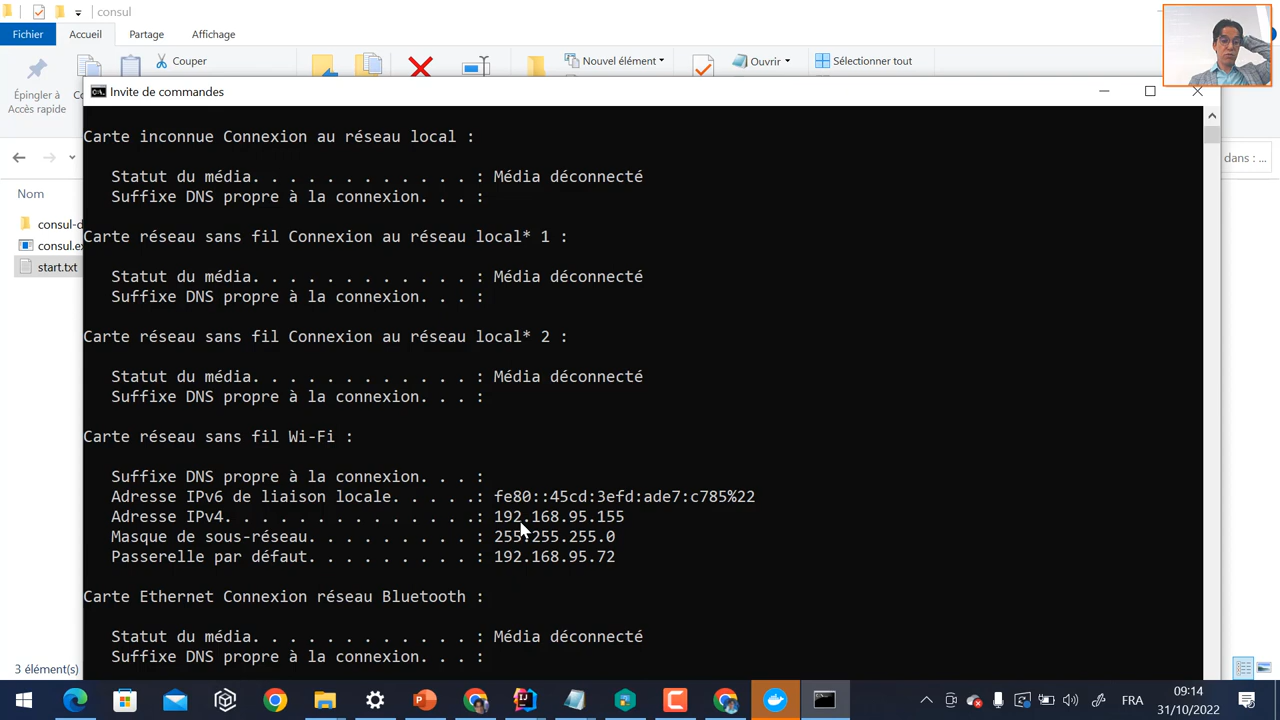 consul
Fichier
Accueil
Partage
Affichage
Épingler à
Accès rapide
Couper
Nouvel élément
Ouvrir
Sélectionner tout
Invite de commandes
dans : ...
Nom
consul-d
consul.ex
start.txt
Carte inconnue Connexion au réseau local :
Statut du média. . . . . . . . . . . . : Média déconnecté
Suffixe DNS propre à la connexion. . . :
Carte réseau sans fil Connexion au réseau local* 1 :
Statut du média. . . . . . . . . . . . : Média déconnecté
Suffixe DNS propre à la connexion. . . :
Carte réseau sans fil Connexion au réseau local* 2 :
Statut du média. . . . . . . . . . . . : Média déconnecté
Suffixe DNS propre à la connexion. . . :
Carte réseau sans fil Wi-Fi :
Suffixe DNS propre à la connexion. . . :
Adresse IPv6 de liaison locale. . . . .: fe80::45cd:3efd:ade7:c785%22
Adresse IPv4. . . . . . . . . . . . . .: 192.168.95.155
Masque de sous-réseau. . . . . . . . . : 255.255.255.0
Passerelle par défaut. . . . . . . . . : 192.168.95.72
Carte Ethernet Connexion réseau Bluetooth :
Statut du média. . . . . . . . . . . . : Média déconnecté
Suffixe DNS propre à la connexion. . . :
3 élément(s)
FRA
09:14
31/10/2022